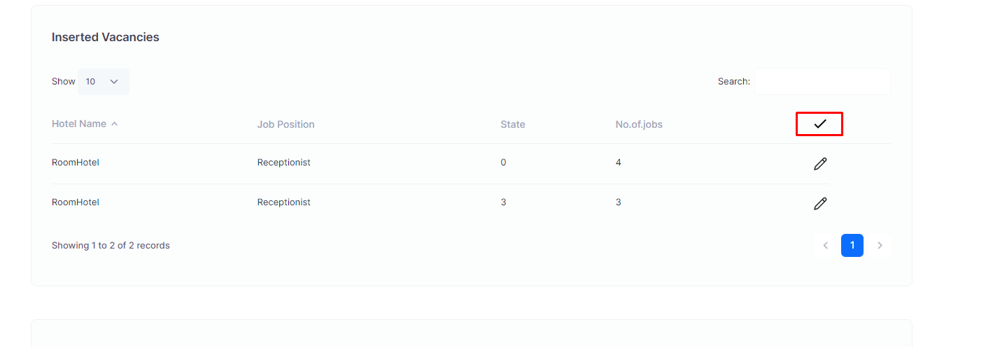 Inserted Vacancies
Show 10 Search:
Hotel Name Job Position State No.of.jobs
RoomHotel Receptionist 0 4
RoomHotel Receptionist 3 3
Showing 1 to 2 of 2 records 1